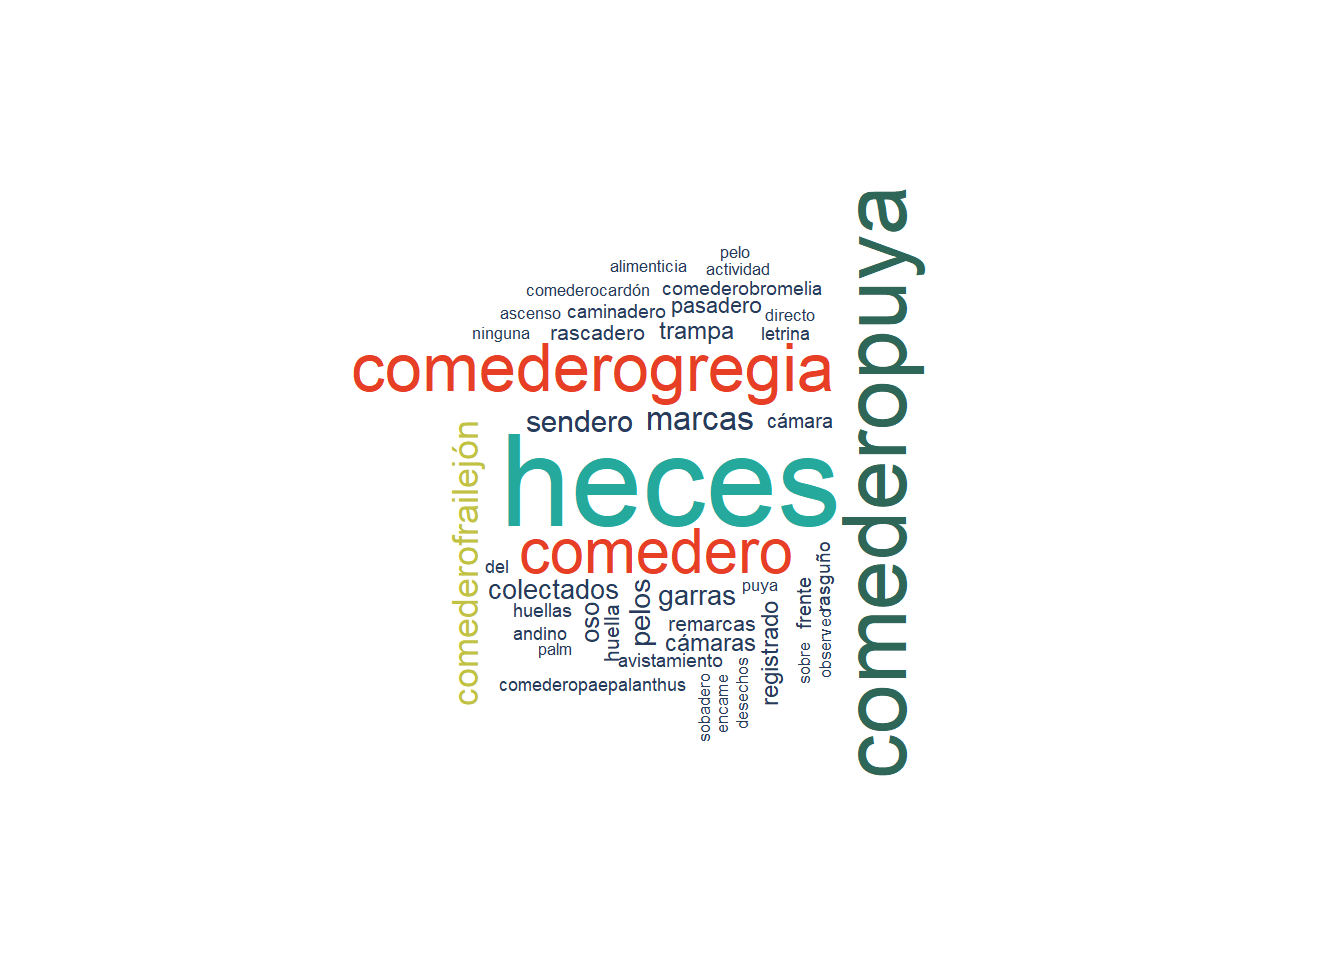 pelo
alimenticia
actividad
comederocardón
comederobromelia
ascenso
caminadero
pasadero
directo
ninguna
rascadero
trampa
letrina
comederogregia
sendero
marcas
cámara
heces
comedero
comederopuya
comederofrailejón
del
colectados
garras
puya
huellas
oso
huella
pelos
remarcas
registrado
frente
rasguño
andino
palm
cámaras
avistamiento
sobre
observed
comederopaepalanthus
sobadero
encame
desechos